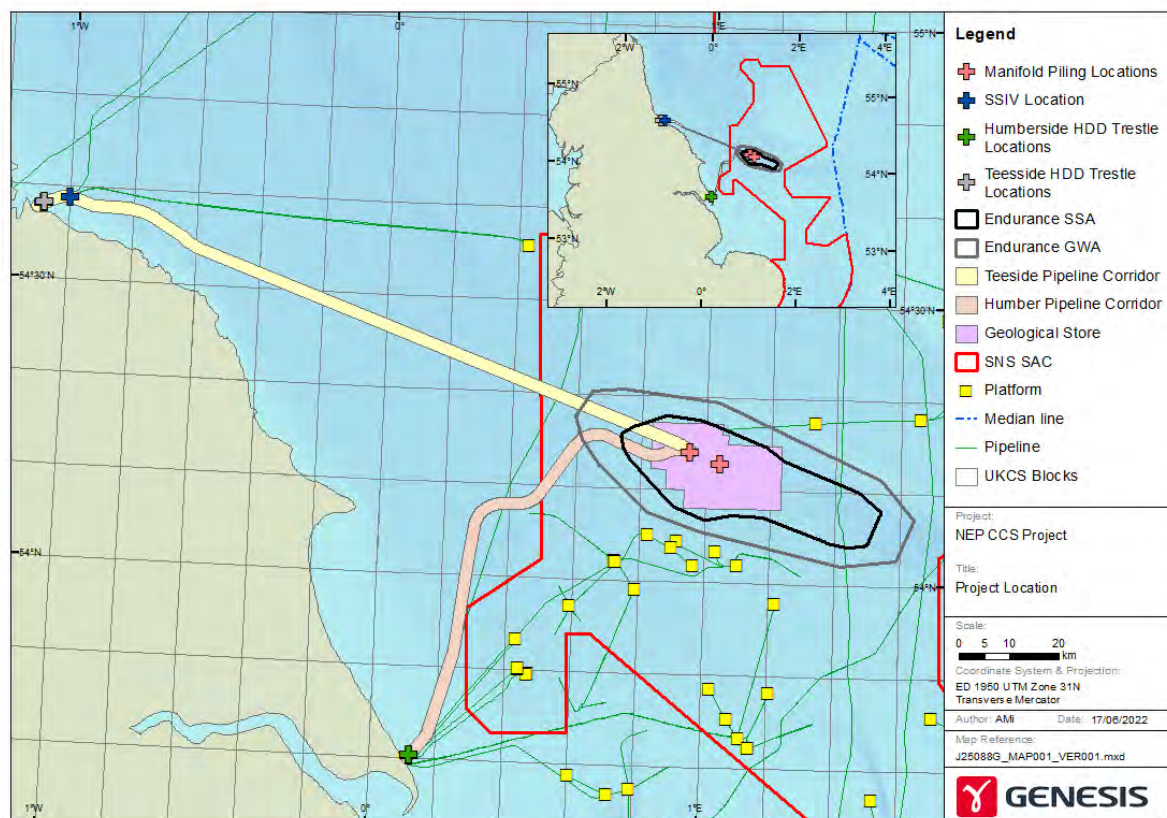 1°W
0°
1°E
55°N
2°W
0°
2°E
4°E
55°N
55°N
54°N
54°N
53°N
53°N
2°W
0°
2°E
4°E
54°30'N
54°30'N
54°N
54°N
1°W
0°
1°E
Legend
Manifold Piling Locations
SSIV Location
Humberside HDD Trestle
Locations
Teesside HDD Trestle
Locations
Endurance SSA
Endurance GWA
Teeside Pipeline Corridor
Humber Pipeline Corridor
Geological Store
SNS SAC
Platform
Median line
Pipeline
UKCS Blocks
Project:
NEP CCS Project
Title:
Project Location
Scale:
0 5 10 20
km
Coordinate System & Projection:
ED 1950 UTM Zone 31N
Transverse Mercator
Author: AMi Date: 17/06/2022
Map Reference:
J25088G_MAP001_VER001.mxd
GENESIS